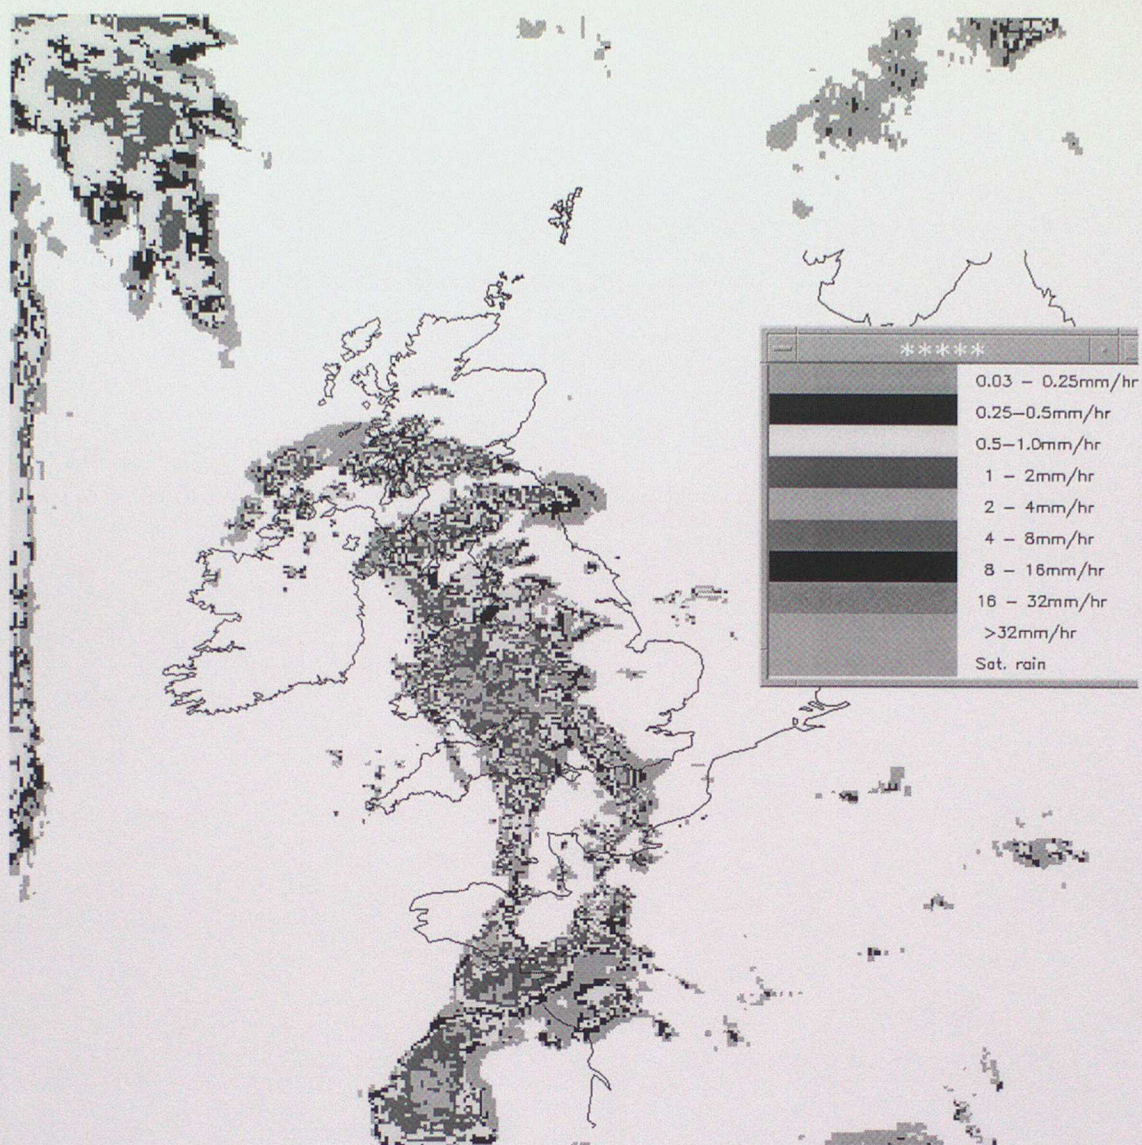 *****
0.03 - 0.25mm/hr
0.25-0.5mm/hr
0.5-1.0mm/hr
1 - 2mm/hr
2 - 4mm/hr
4 - 8mm/hr
8 - 16mm/hr
16 - 32mm/hr
>32mm/hr
Sat. rain